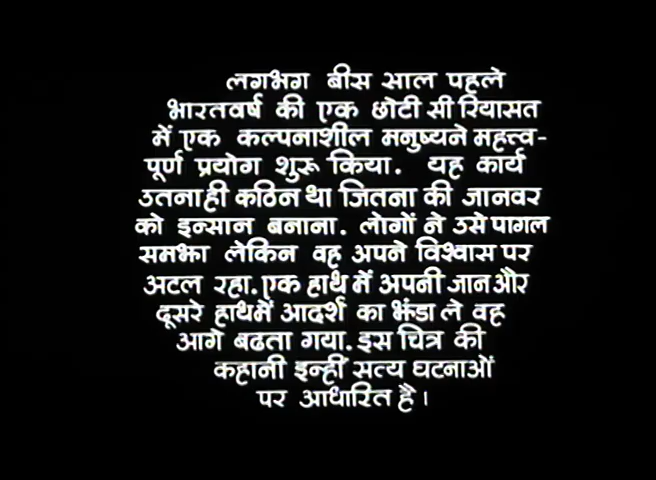 लगभग बीस साल पहले
भारतवर्ष की एक छोटी सी रियासत
में एक कल्पनाशील मनुष्यने महत्त्व-
पूर्ण प्रयोग शुरू किया. यह कार्य
उतनाही कठिन था जितना की जानवर
को इन्सान बनाना. लोगों ने उसे पागल
समझा लेकिन वह अपने विश्वास पर
अटल रहा. एक हाथ में अपनी जान और
दूसरे हाथमें आदर्श का झंडा ले वह
आगे बढता गया. इस चित्र की
कहानी इन्हीं सत्य घटनाओं
पर आधारित है।